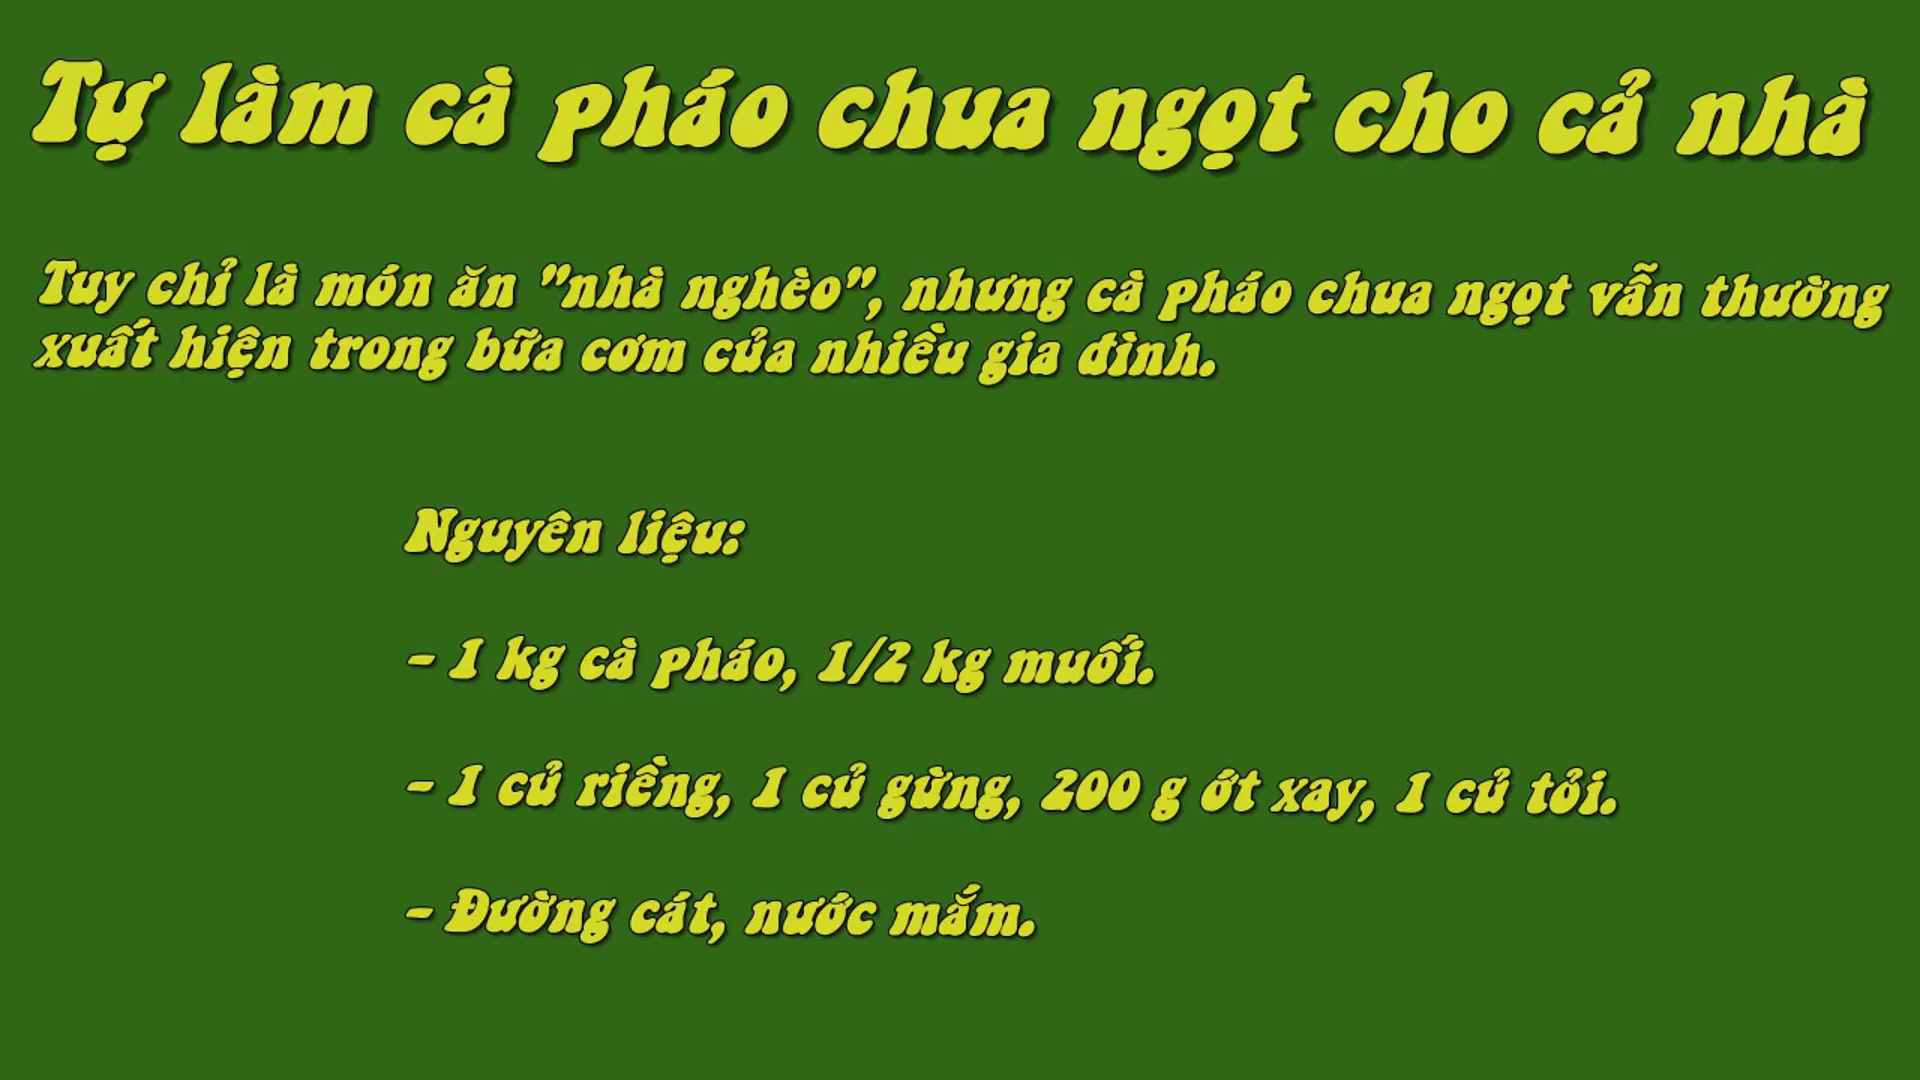 Tự làm cà pháo chua ngọt cho cả nhà
Tuy chỉ là món ăn "nhà nghèo", nhưng cà pháo chua ngọt vẫn thường
xuất hiện trong bữa cơm của nhiều gia đình.
Nguyên liệu:
- 1 kg cà pháo, 1/2 kg muối.
- 1 củ riềng, 1 củ gừng, 200 g ớt xay, 1 củ tỏi.
- Đường cát, nước mắm.